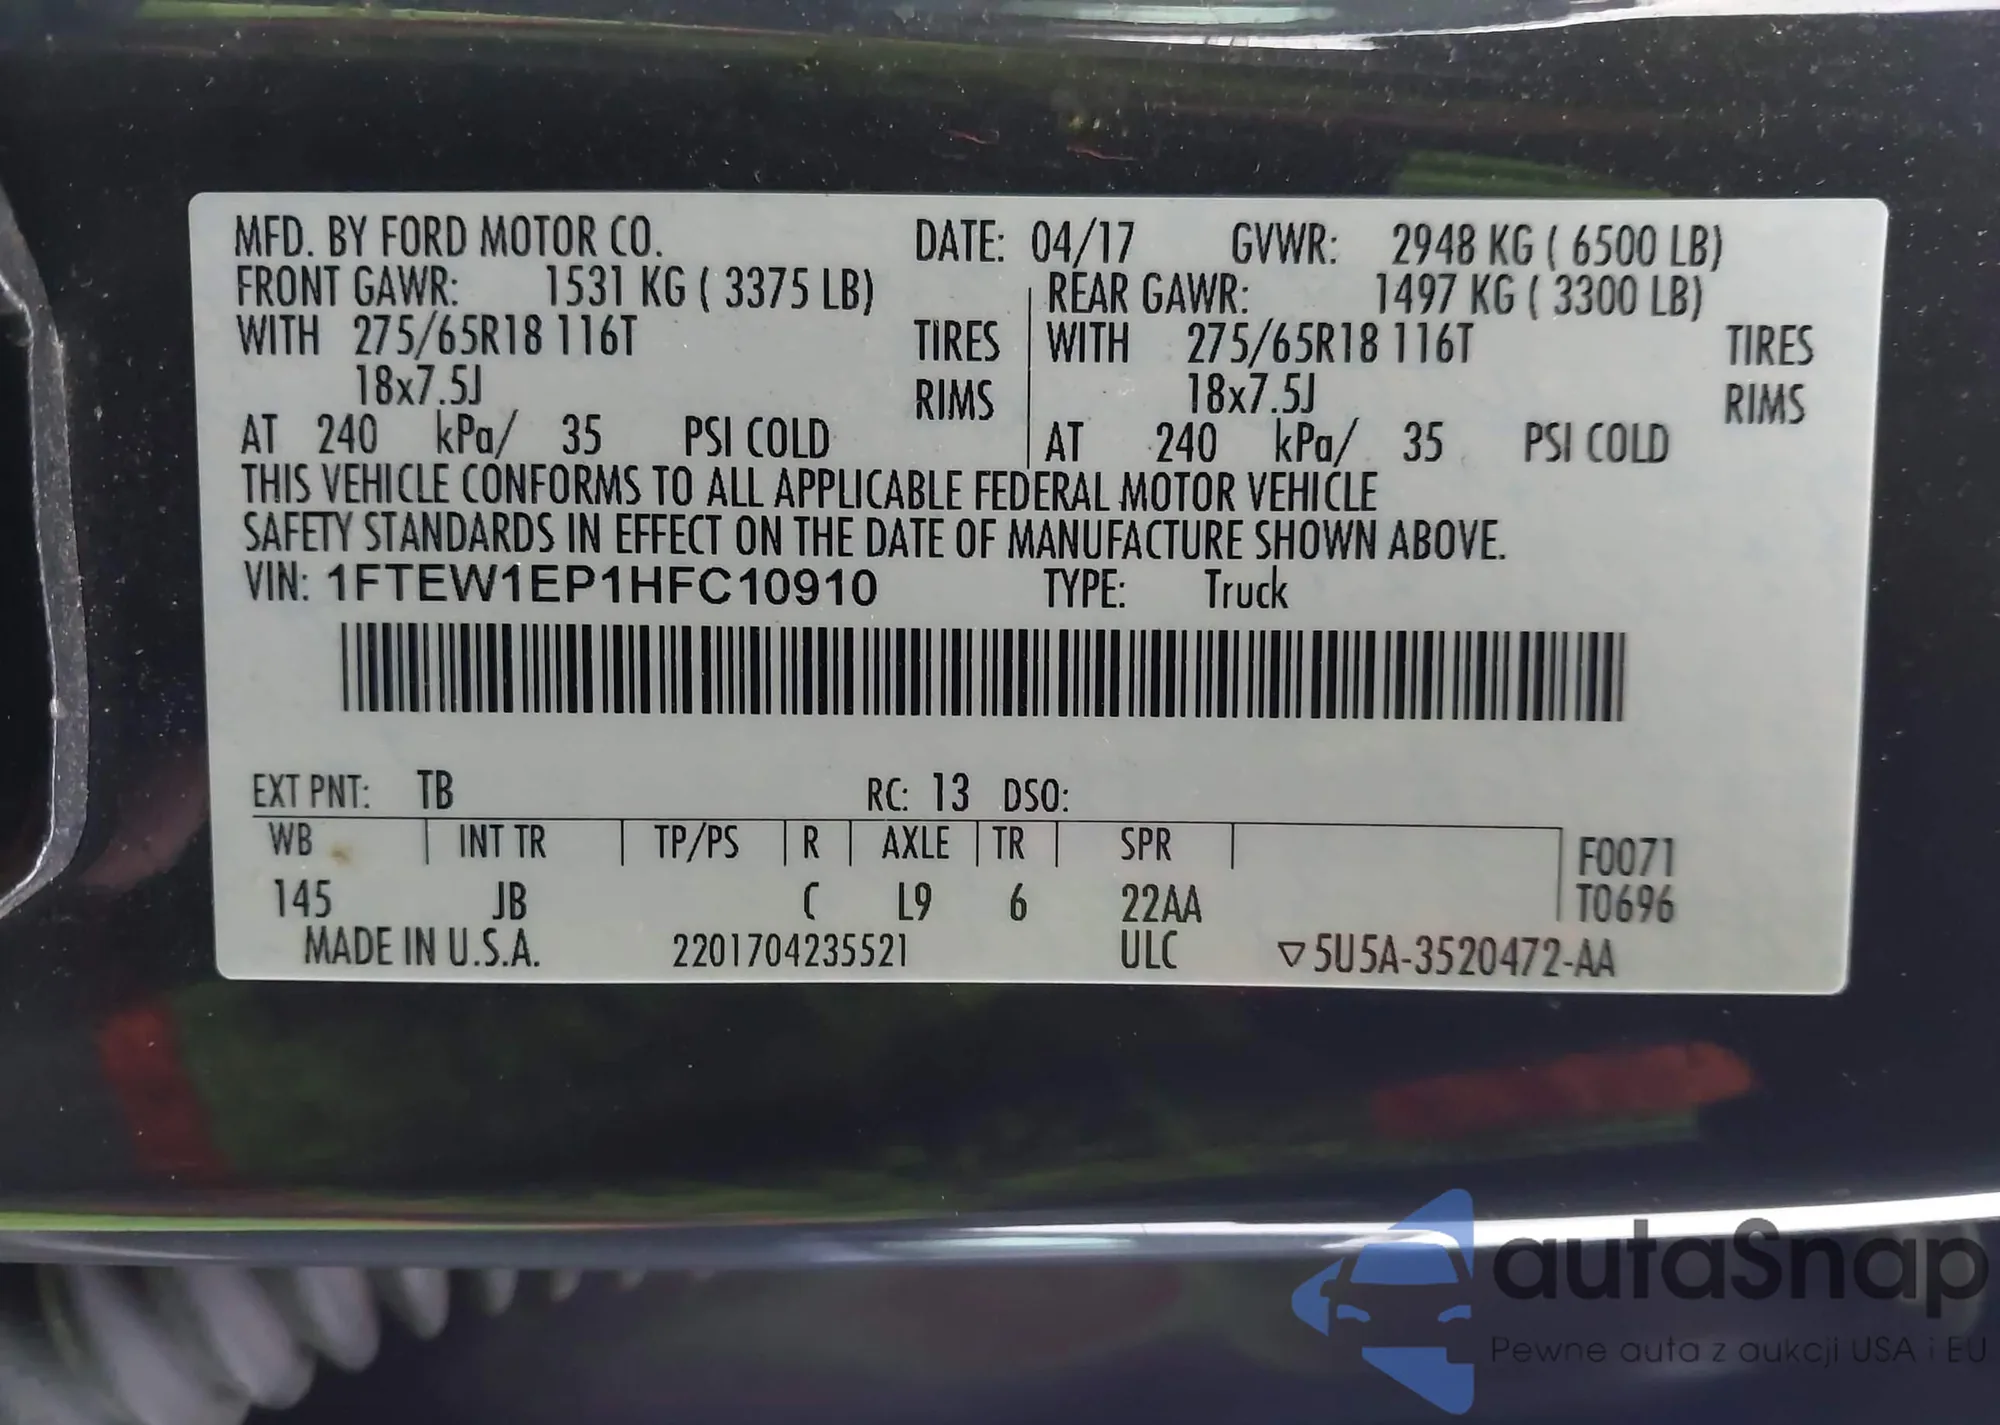 MFD. BY FORD MOTOR CO. DATE: 04/17 GVWR: 2948 KG ( 6500 LB)
FRONT GAWR: 1531 KG ( 3375 LB) REAR GAWR: 1497 KG ( 3300 LB)
WITH 275/65R18 116T TIRES WITH 275/65R18 116T TIRES
18x7.5J RIMS 18x7.5J RIMS
AT 240 kPa/ 35 PSI COLD AT 240 kPa/ 35 PSI COLD
THIS VEHICLE CONFORMS TO ALL APPLICABLE FEDERAL MOTOR VEHICLE
SAFETY STANDARDS IN EFFECT ON THE DATE OF MANUFACTURE SHOWN ABOVE.
VIN: 1FTEW1EP1HFC10910 TYPE: Truck
EXT PNT: TB RC: 13 DSO:
WB INT TR TP/PS R AXLE TR SPR F0071
145 JB C L9 6 22AA T0696
MADE IN U.S.A. 2201704235521 ULC ▽5U5A-3520472-AA
autaSnap
Pewne auta z aukcji USA i EU